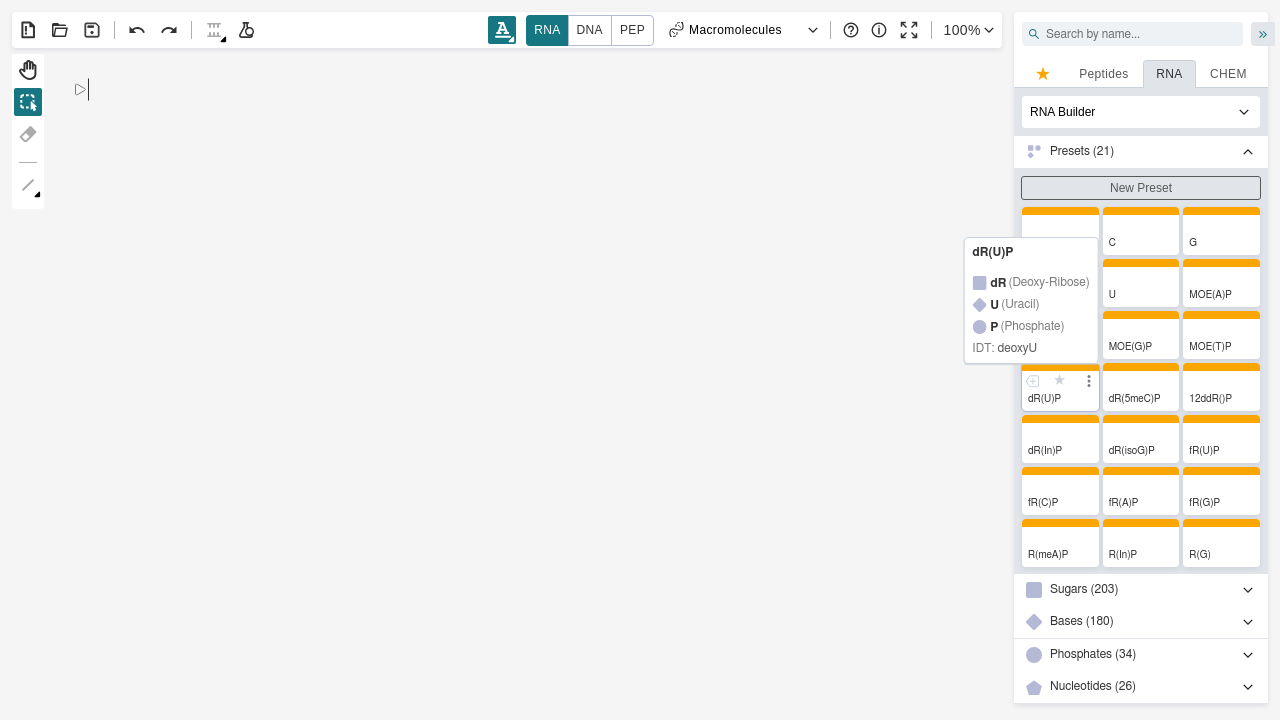 A RNA DNA PEP Macromolecules 100%
Search by name...
Peptides RNA CHEM
RNA Builder
Presets (21)
New Preset
C G
dR(U)P
dR (Deoxy-Ribose)
U (Uracil)
P (Phosphate)
IDT: deoxyU
U MOE(A)P
MOE(G)P MOE(T)P
dR(U)P dR(5meC)P 12ddR()P
dR(In)P dR(isoG)P fR(U)P
fR(C)P fR(A)P fR(G)P
R(meA)P R(In)P R(G)
Sugars (203)
Bases (180)
Phosphates (34)
Nucleotides (26)